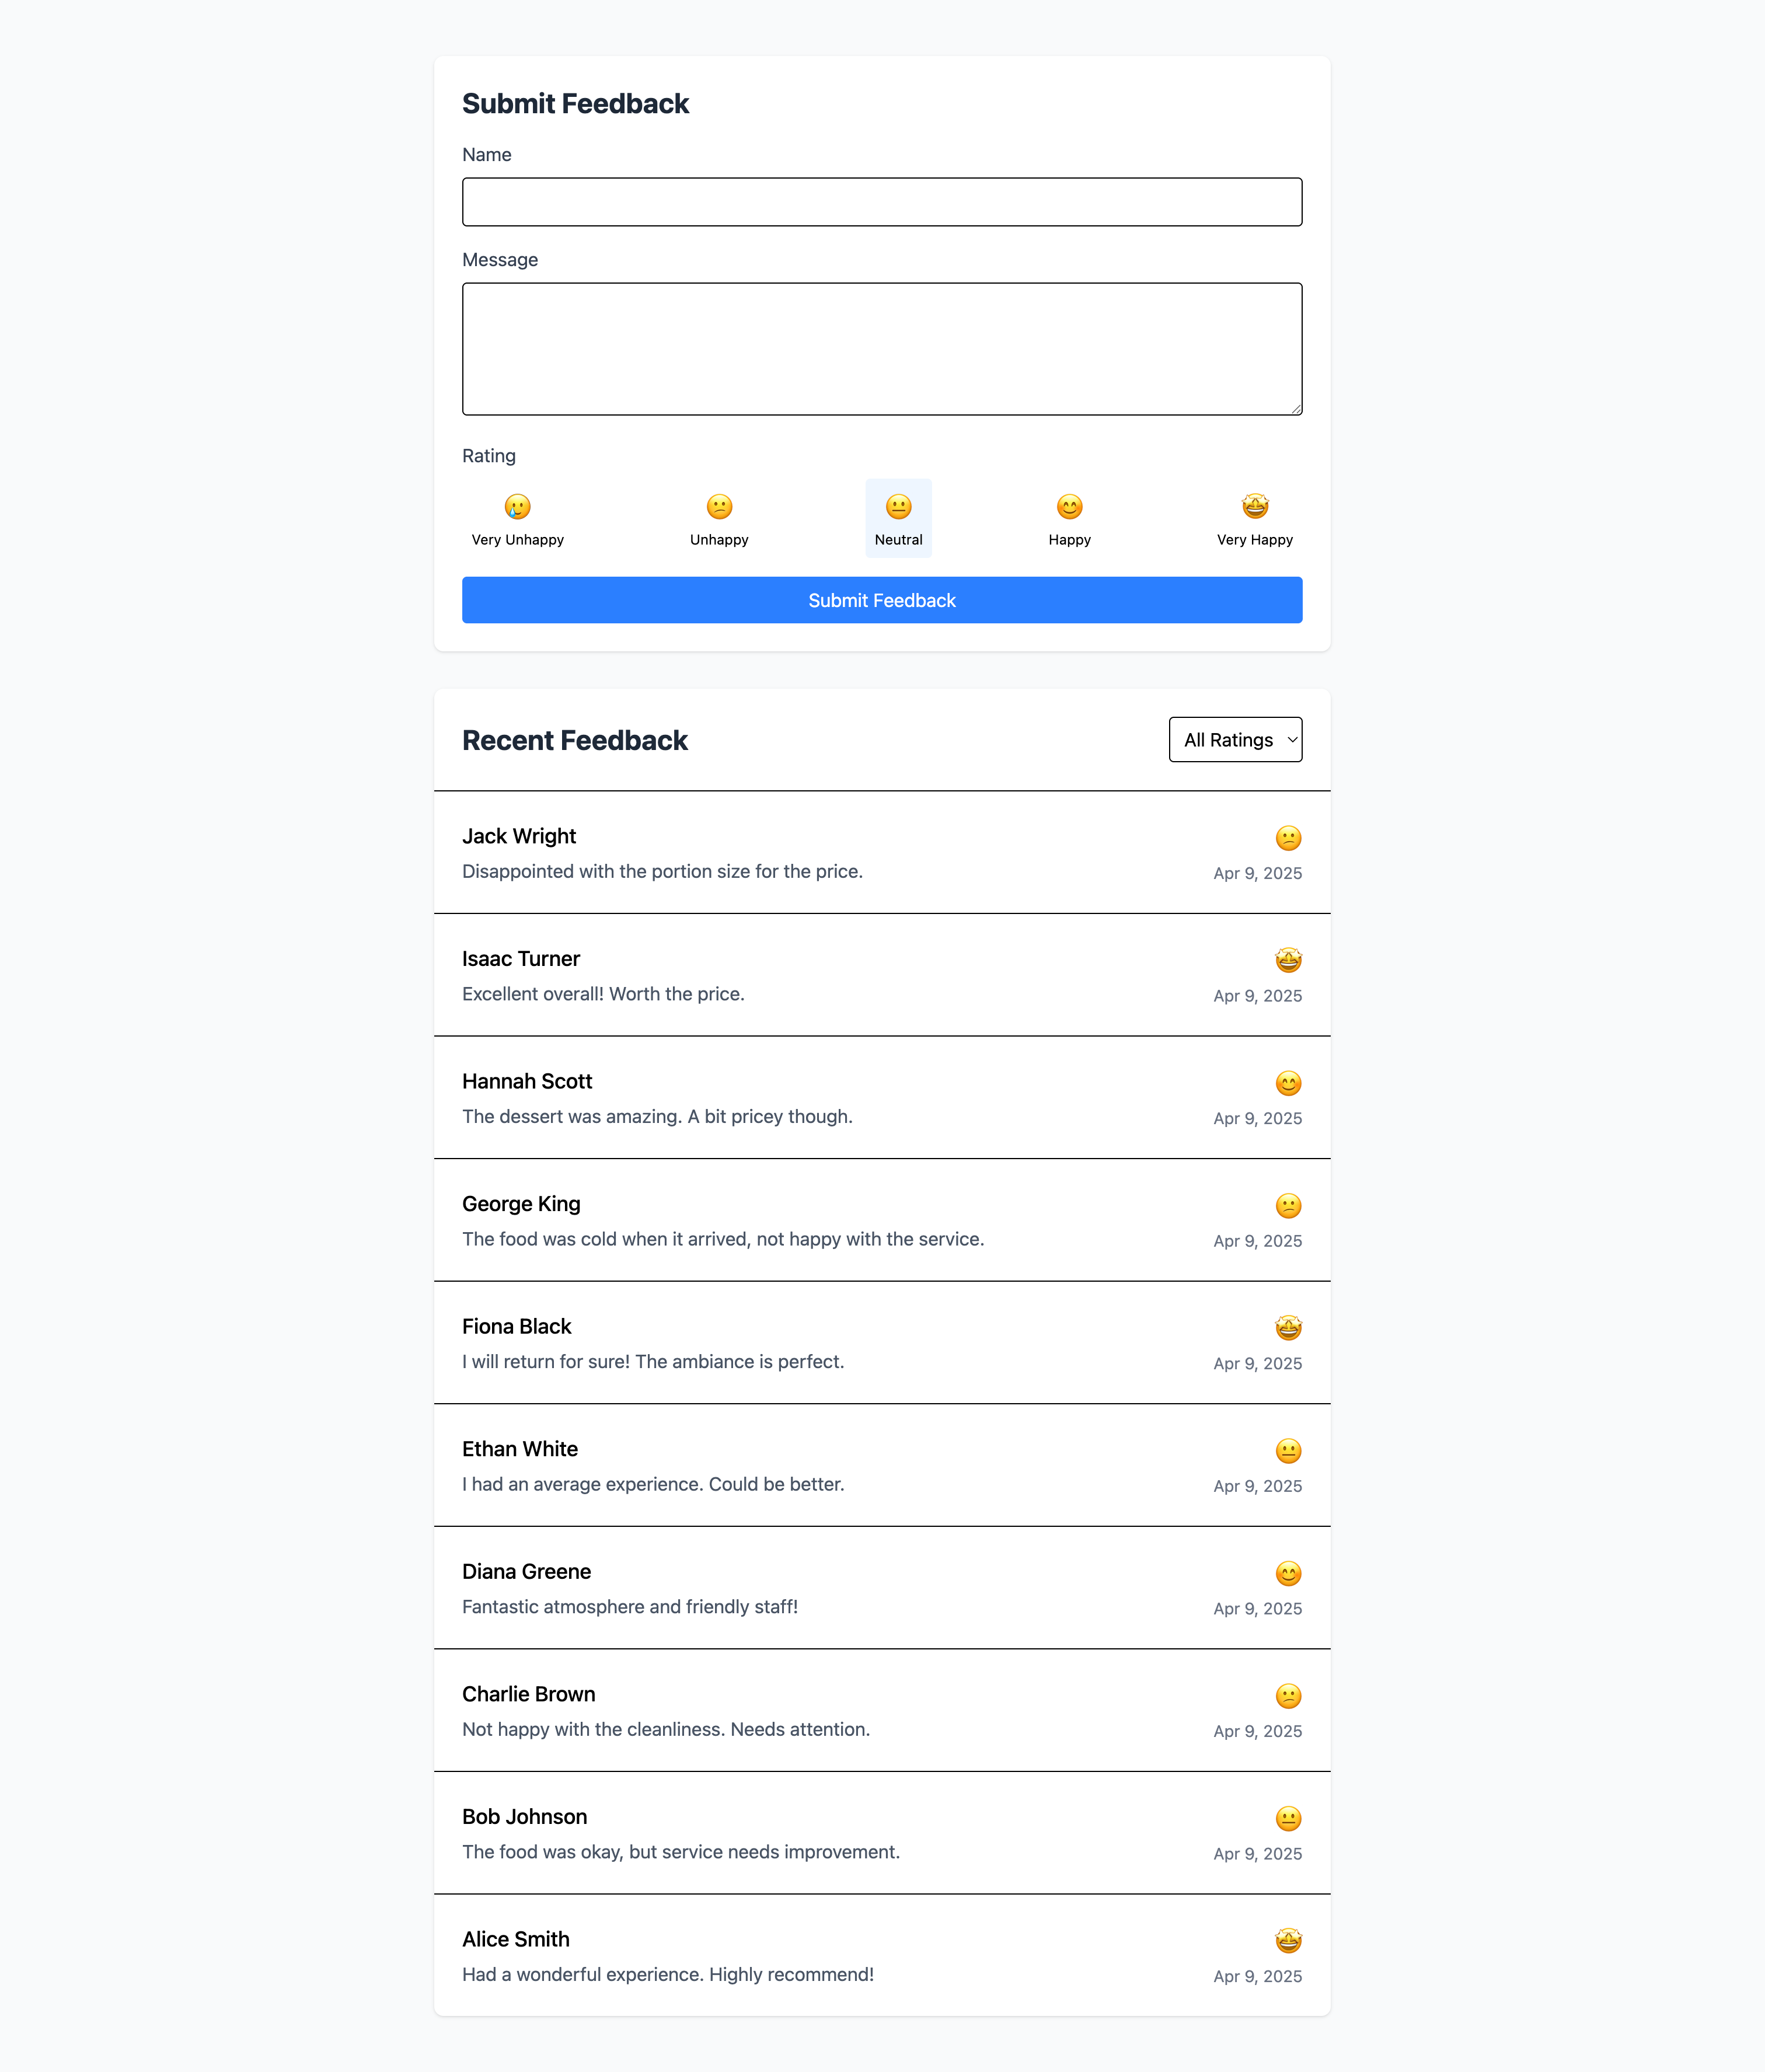 Submit Feedback
Name
Message
Rating
Very Unhappy
Unhappy
Neutral
Happy
Very Happy
Submit Feedback
Recent Feedback
All Ratings
Jack Wright
Disappointed with the portion size for the price.
Apr 9, 2025
Isaac Turner
Excellent overall! Worth the price.
Apr 9, 2025
Hannah Scott
The dessert was amazing. A bit pricey though.
Apr 9, 2025
George King
The food was cold when it arrived, not happy with the service.
Apr 9, 2025
Fiona Black
I will return for sure! The ambiance is perfect.
Apr 9, 2025
Ethan White
I had an average experience. Could be better.
Apr 9, 2025
Diana Greene
Fantastic atmosphere and friendly staff!
Apr 9, 2025
Charlie Brown
Not happy with the cleanliness. Needs attention.
Apr 9, 2025
Bob Johnson
The food was okay, but service needs improvement.
Apr 9, 2025
Alice Smith
Had a wonderful experience. Highly recommend!
Apr 9, 2025